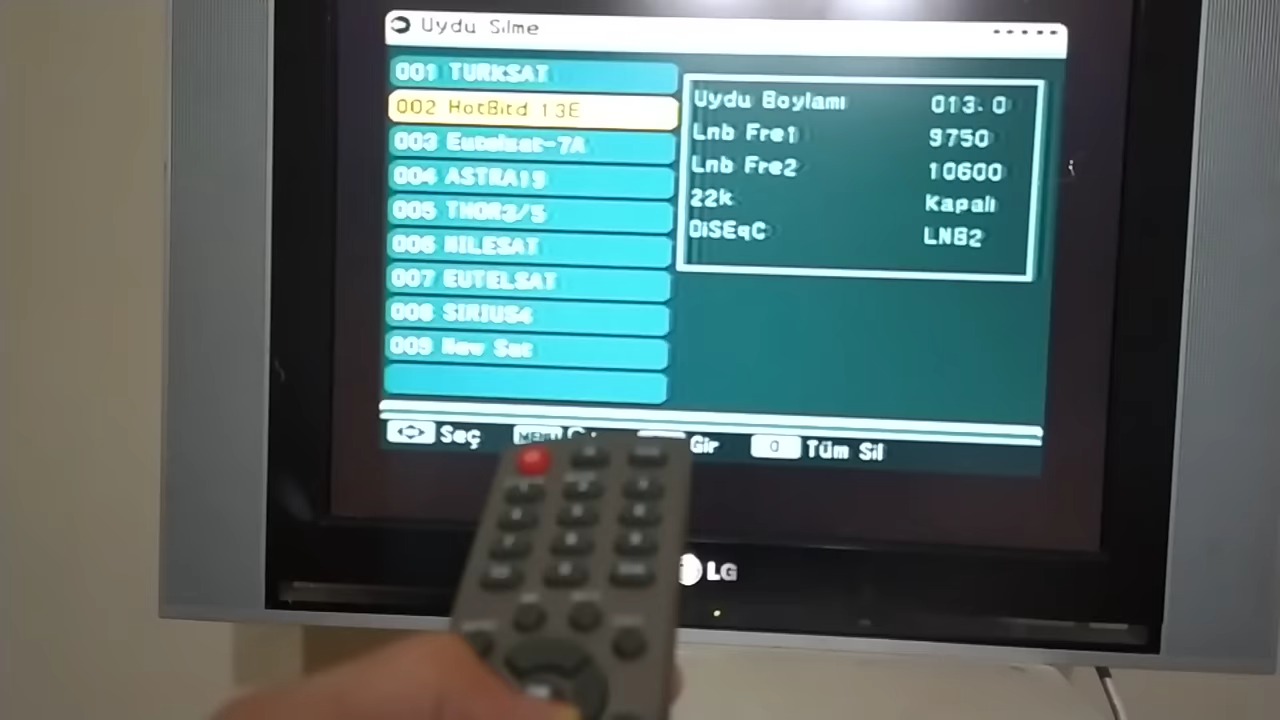 Uydu Silme
001 TURKSAT
002 HotBird 13E
003 Eutelsat-7A
004 ASTRA19
005 THOR3/5
006 NILESAT
007 EUTELSAT
008 SIRIUS4
009 New Sat
Uydu Boylamı 013.0
Lnb Fre1 9750
Lnb Fre2 10600
22k Kapalı
DiSEqC LNB2
Seç MENU Gir 0 Tüm Sil
LG